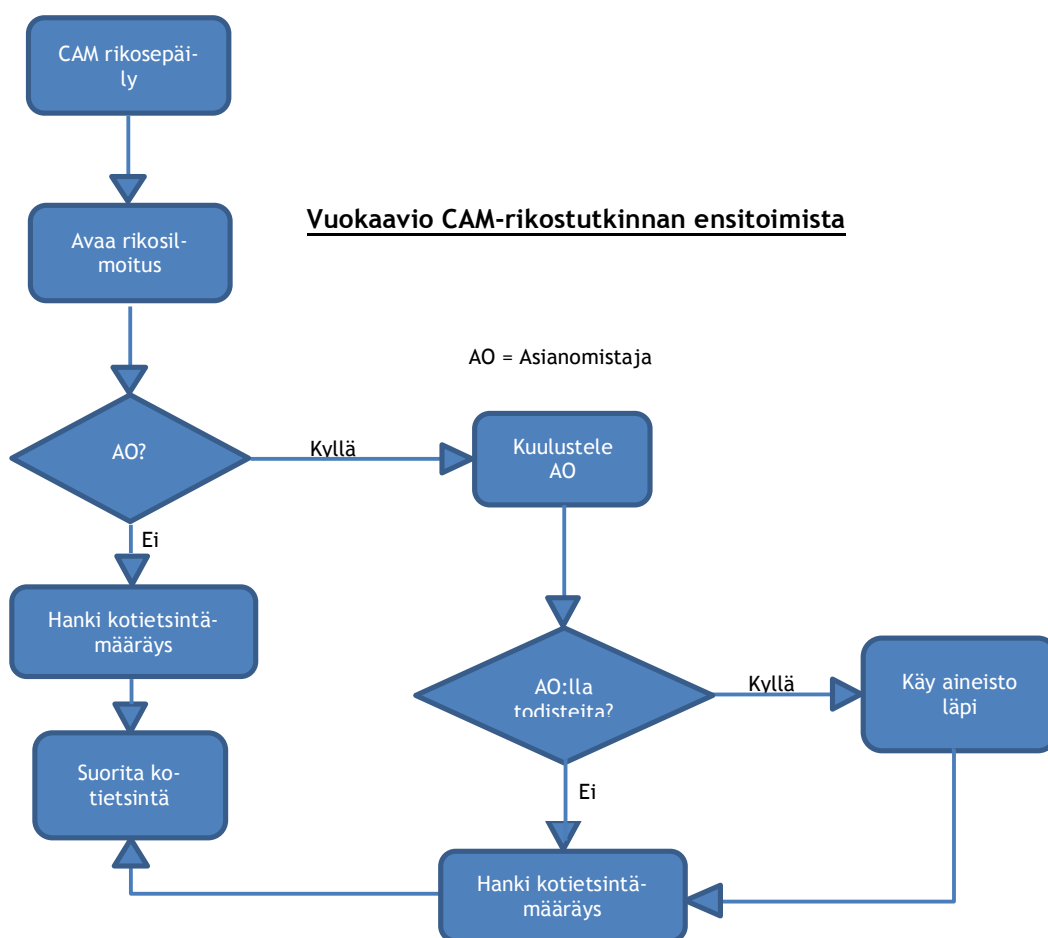 CAM rikosepäi-
ly
Vuokaavio CAM-rikostutkinnan ensitoimista
Avaa rikosil-
moitus
AO = Asianomistaja
AO?
Kyllä
Kuulustele
AO
Ei
Hanki kotietsintä-
määräys
AO:lla
todisteita?
Kyllä
Käy aineisto
läpi
Suorita ko-
tietsintä
Ei
Hanki kotietsintä-
määräys